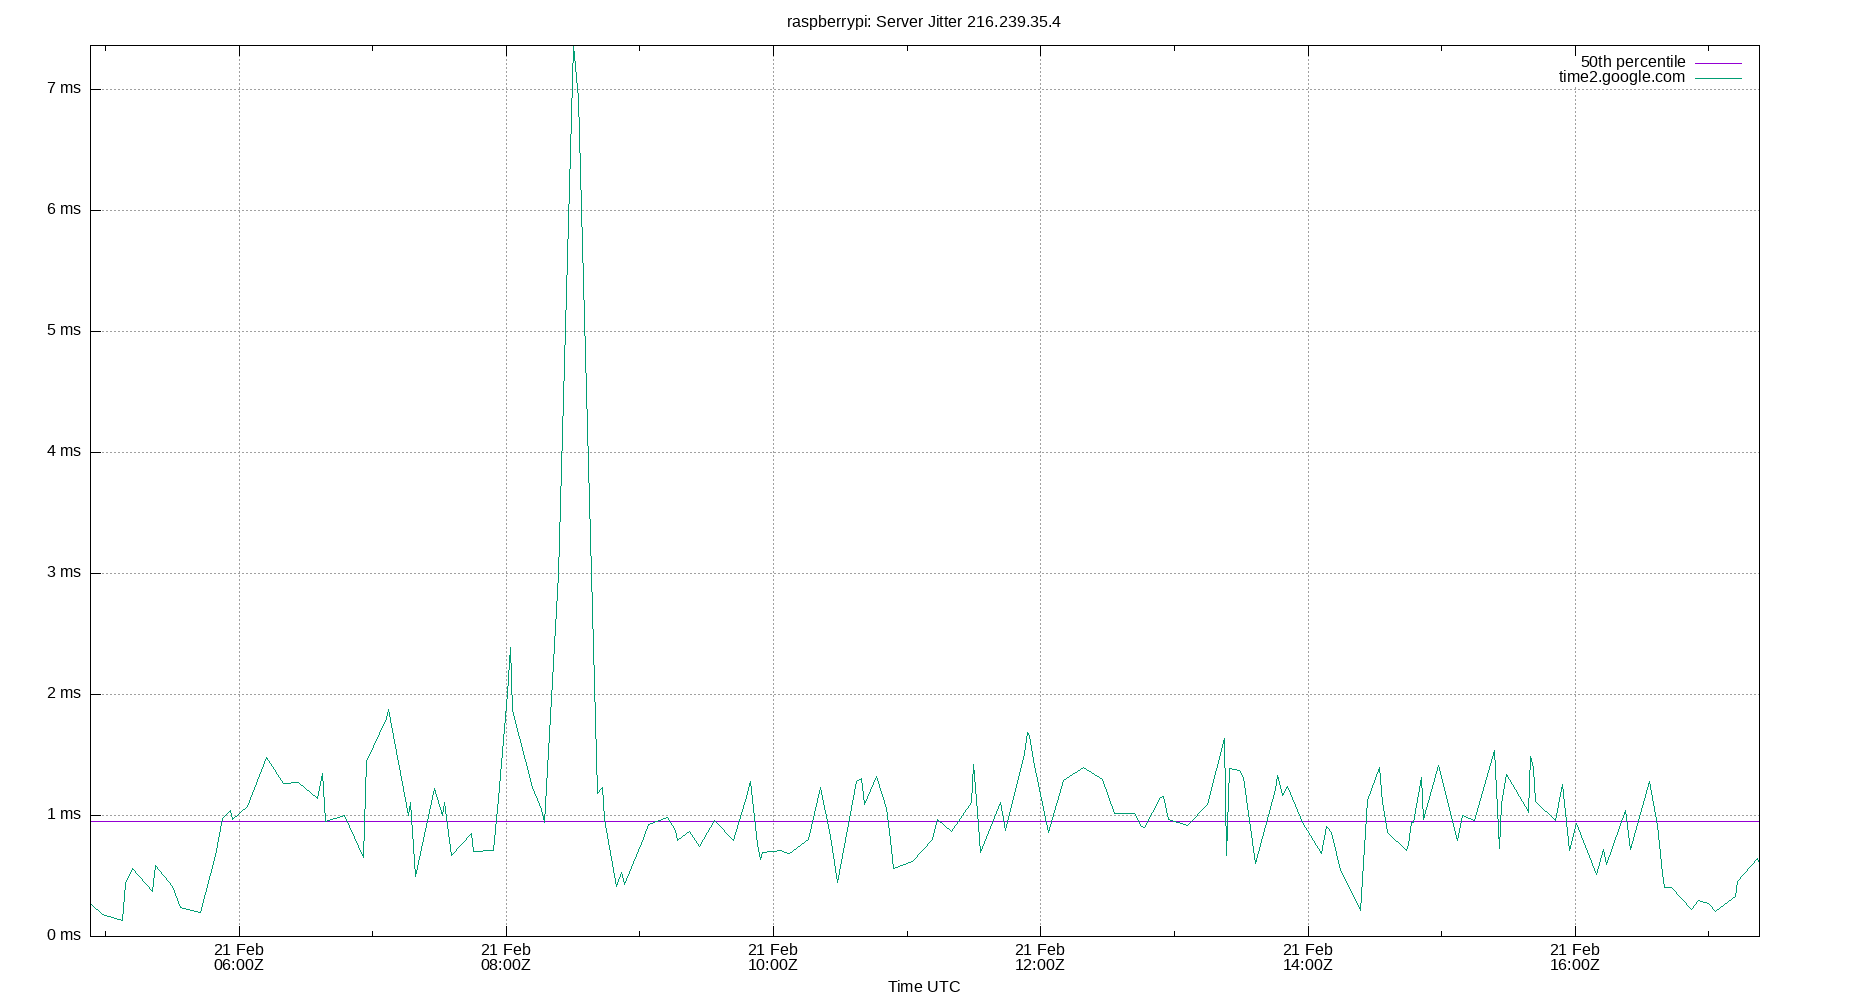 raspberrypi: Server Jitter 216.239.35.4
50th percentile
time2.google.com
7 ms
6 ms
5 ms
4 ms
3 ms
2 ms
1 ms
0 ms
21 Feb
06:00Z
21 Feb
08:00Z
21 Feb
10:00Z
21 Feb
12:00Z
21 Feb
14:00Z
21 Feb
16:00Z
Time UTC